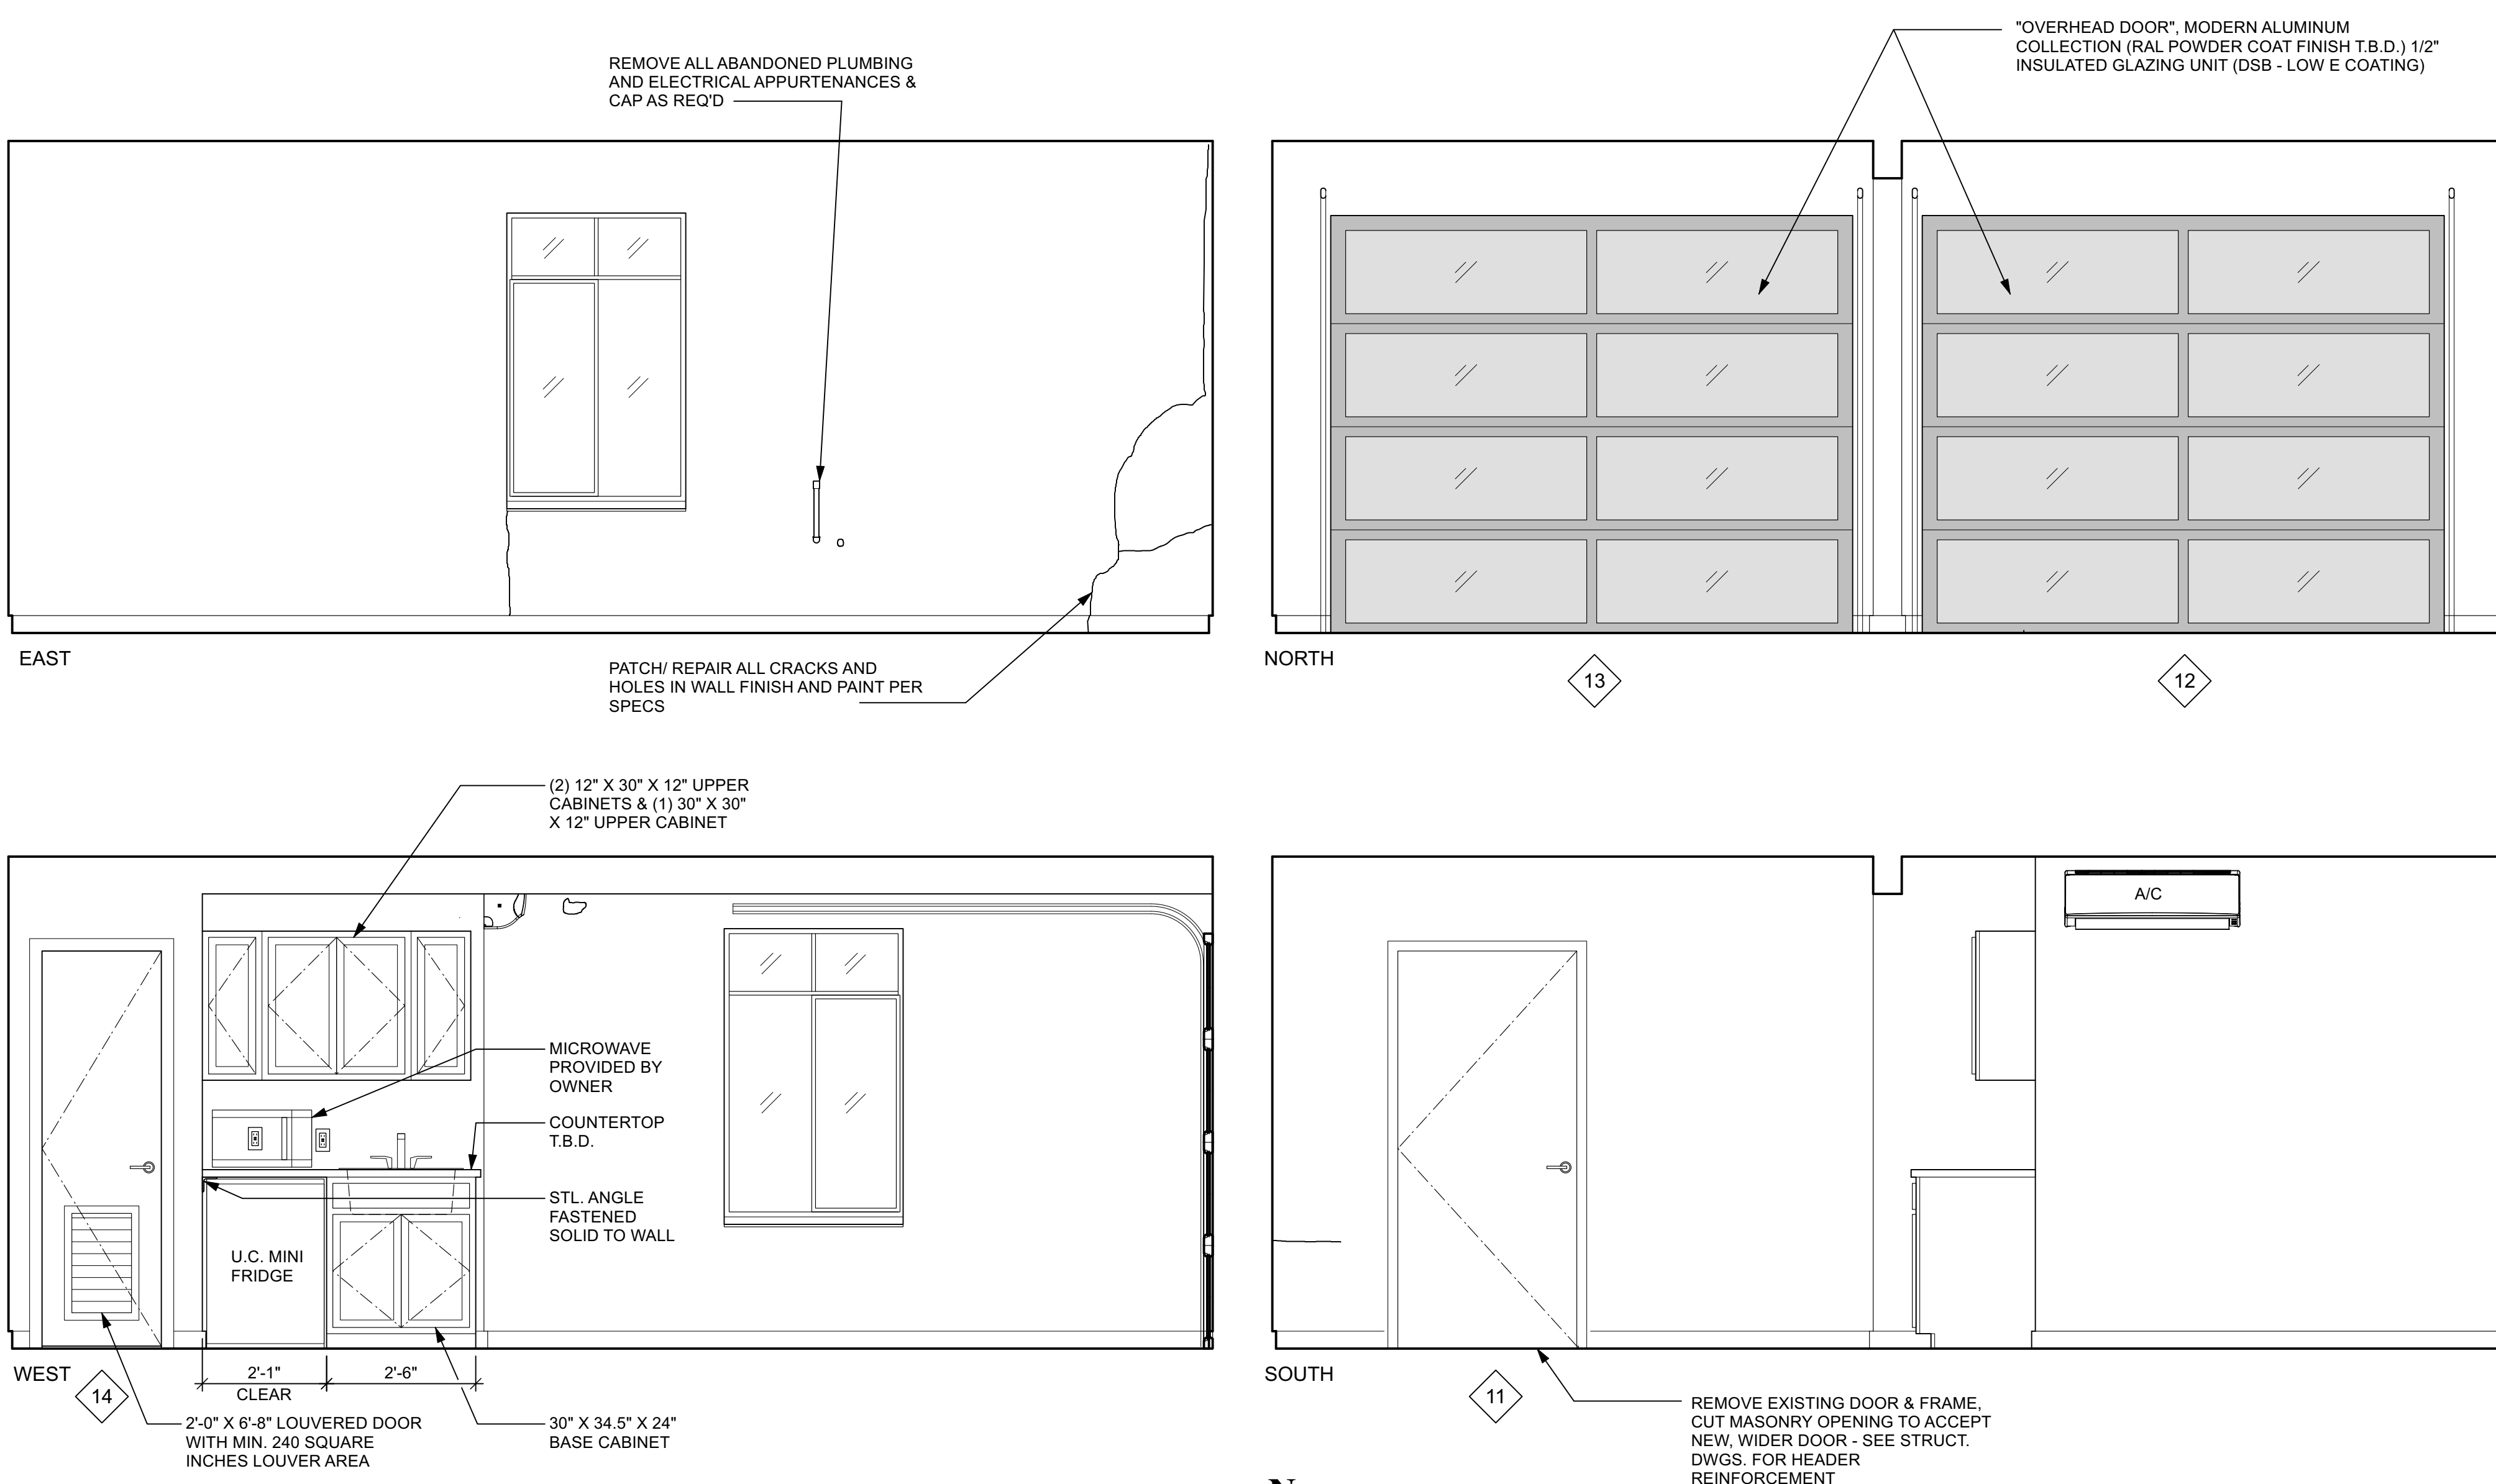 "OVERHEAD DOOR", MODERN ALUMINUM
COLLECTION (RAL POWDER COAT FINISH T.B.D.) 1/2"
INSULATED GLAZING UNIT (DSB - LOW E COATING)
REMOVE ALL ABANDONED PLUMBING
AND ELECTRICAL APPURTENANCES &
CAP AS REQ'D
EAST
PATCH/ REPAIR ALL CRACKS AND
HOLES IN WALL FINISH AND PAINT PER
SPECS
NORTH
13
12
(2) 12" X 30" X 12" UPPER
CABINETS & (1) 30" X 30"
X 12" UPPER CABINET
MICROWAVE
PROVIDED BY
OWNER
COUNTERTOP
T.B.D.
STL. ANGLE
FASTENED
SOLID TO WALL
U.C. MINI
FRIDGE
WEST
14
2'-1"
CLEAR
2'-6"
2'-0" X 6'-8" LOUVERED DOOR
WITH MIN. 240 SQUARE
INCHES LOUVER AREA
30" X 34.5" X 24"
BASE CABINET
A/C
SOUTH
11
REMOVE EXISTING DOOR & FRAME,
CUT MASONRY OPENING TO ACCEPT
NEW, WIDER DOOR - SEE STRUCT.
DWGS. FOR HEADER
REINFORCEMENT